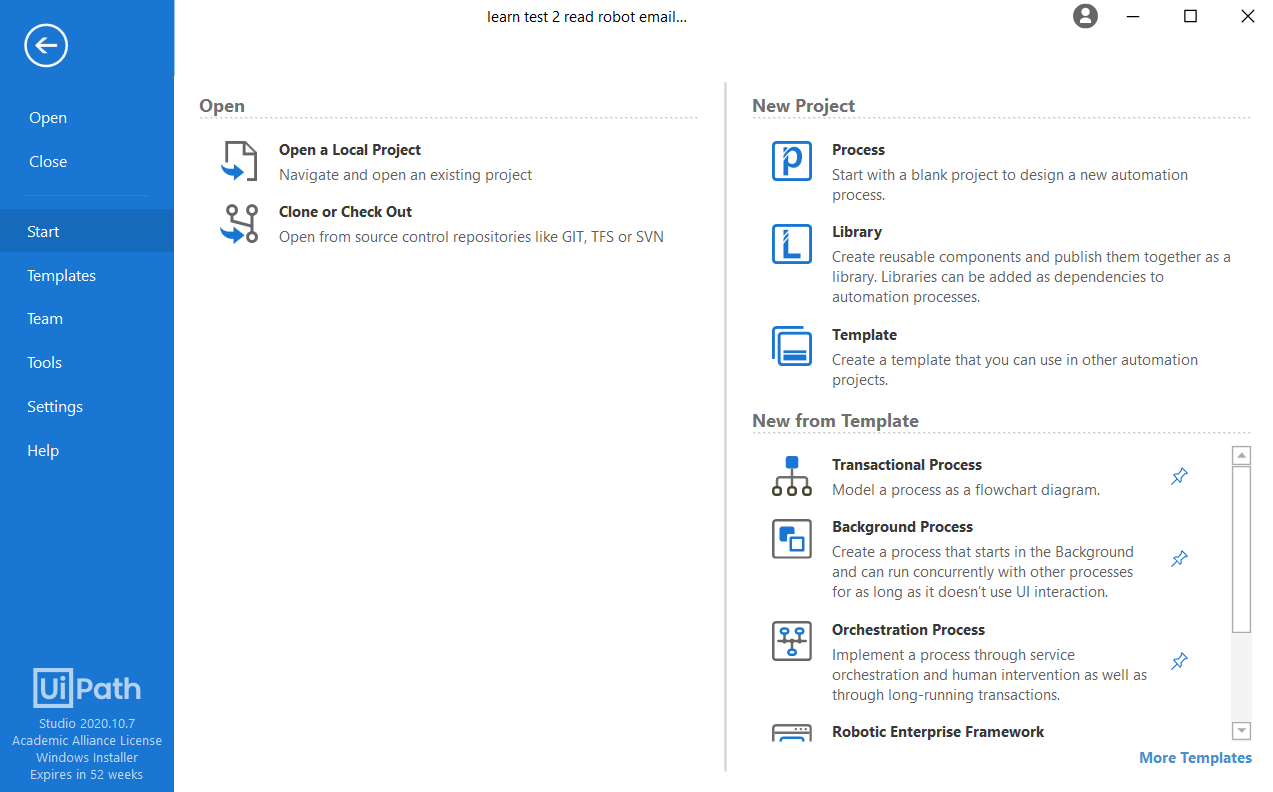 learn test 2 read robot email...
Open
Close
Start
Templates
Team
Tools
Settings
Help
UiPath
Studio 2020.10.7
Academic Alliance License
Windows Installer
Expires in 52 weeks
Open
Open a Local Project
Navigate and open an existing project
Clone or Check Out
Open from source control repositories like GIT, TFS or SVN
New Project
Process
Start with a blank project to design a new automation
process.
Library
Create reusable components and publish them together as a
library. Libraries can be added as dependencies to
automation processes.
Template
Create a template that you can use in other automation
projects.
New from Template
Transactional Process
Model a process as a flowchart diagram.
Background Process
Create a process that starts in the Background
and can run concurrently with other processes
for as long as it doesn't use UI interaction.
Orchestration Process
Implement a process through service
orchestration and human intervention as well as
through long-running transactions.
Robotic Enterprise Framework
More Templates